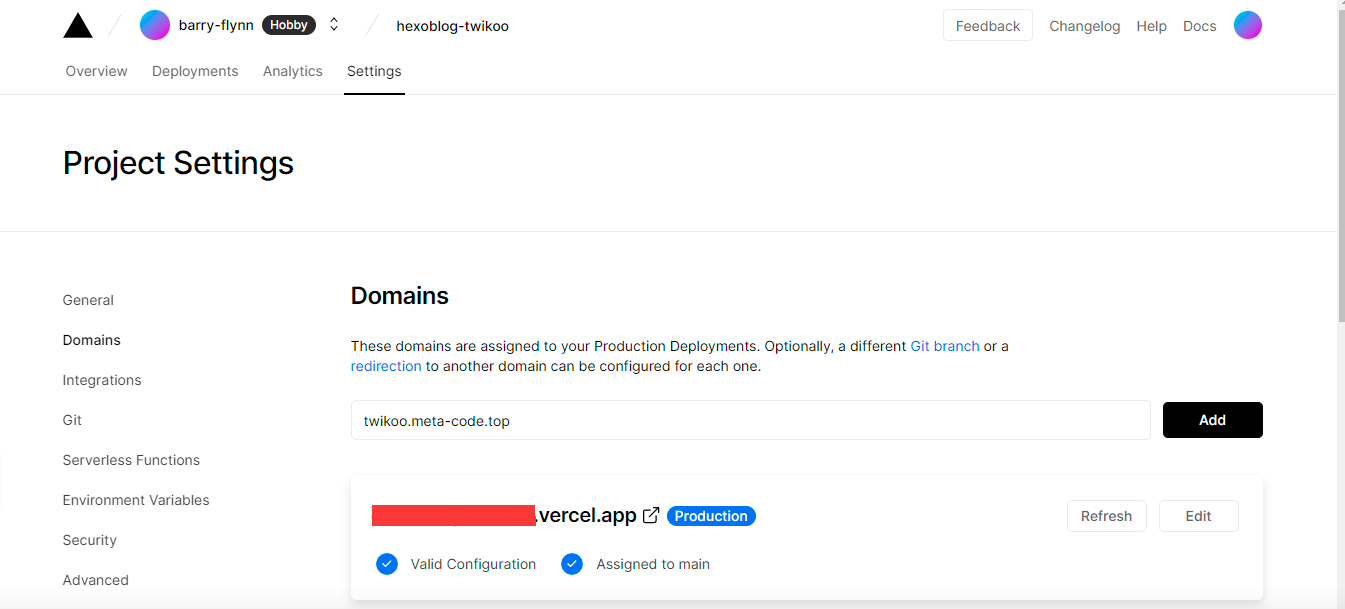 barry-flynn Hobby hexoblog-twikoo Feedback Changelog Help Docs
Overview Deployments Analytics Settings
Project Settings
General
Domains
Integrations
Git
Serverless Functions
Environment Variables
Security
Advanced
Domains
These domains are assigned to your Production Deployments. Optionally, a different Git branch or a
redirection to another domain can be configured for each one.
twikoo.meta-code.top Add
.vercel.app Production Refresh Edit
Valid Configuration Assigned to main